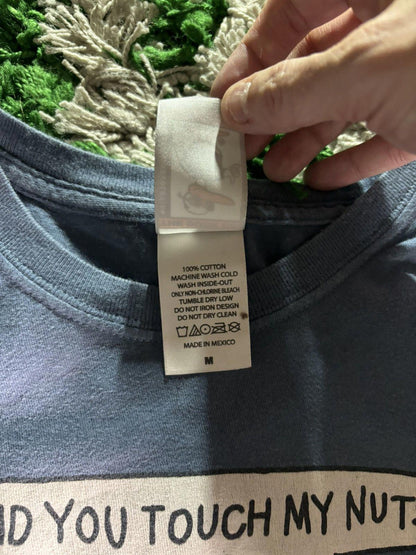 100% COTTON
MACHINE WASH COLD
WASH INSIDE-OUT
ONLY NON-CHLORINE BLEACH
TUMBLE DRY LOW
DO NOT IRON DESIGN
DO NOT DRY CLEAN
MADE IN MEXICO
M
YOU TOUCH MY